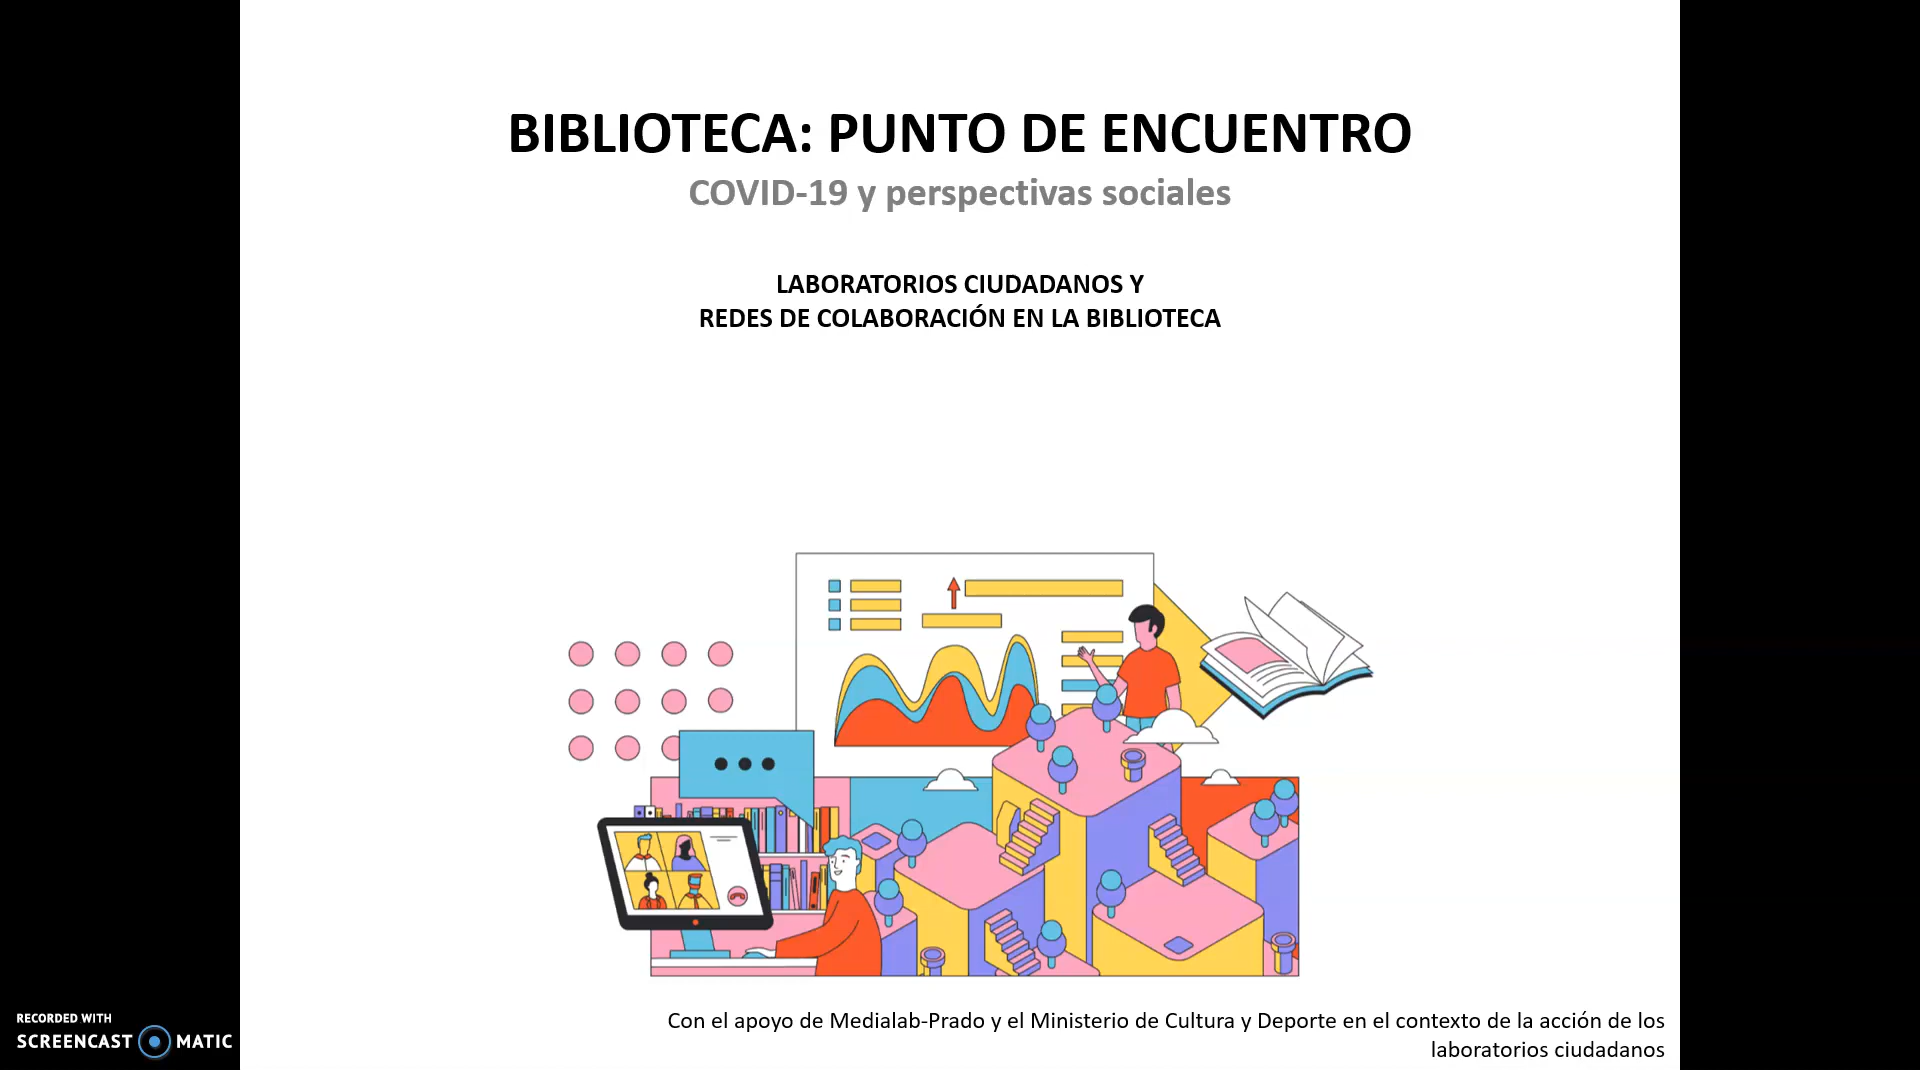 BIBLIOTECA: PUNTO DE ENCUENTRO
COVID-19 y perspectivas sociales
LABORATORIOS CIUDADANOS Y
REDES DE COLABORACIÓN EN LA BIBLIOTECA
Con el apoyo de Medialab-Prado y el Ministerio de Cultura y Deporte en el contexto de la acción de los
laboratorios ciudadanos
RECORDED WITH
SCREENCAST MATIC